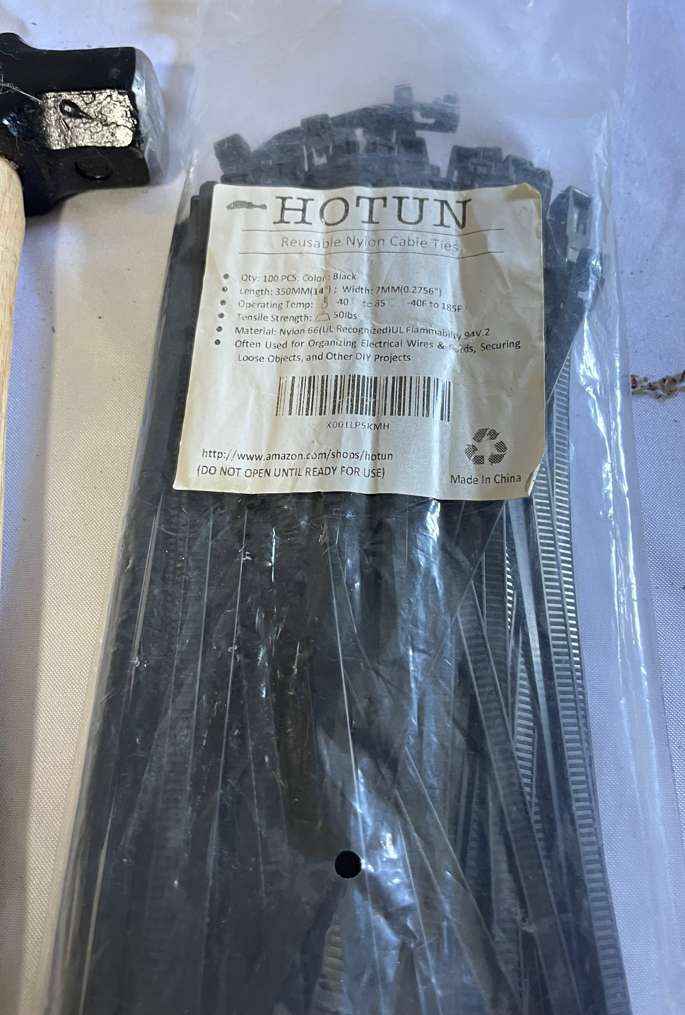 HOTUN
Reusable Nylon Cable Ties
Qty: 100 PCS; Color: Black
Length: 350MM(14"); Width: 7MM(0.2756")
Operating Temp: -40 to 85 -40F to 185F
Tensile Strength: 50lbs
Material: Nylon 66(UL Recognized)UL Flammability 94V.2
Often Used for Organizing Electrical Wires & Securing
Loose Objects, and Other DIY Projects
X001LP5KMH
http://www.amazon.com/shops/hotun
(DO NOT OPEN UNTIL READY FOR USE)
Made In China